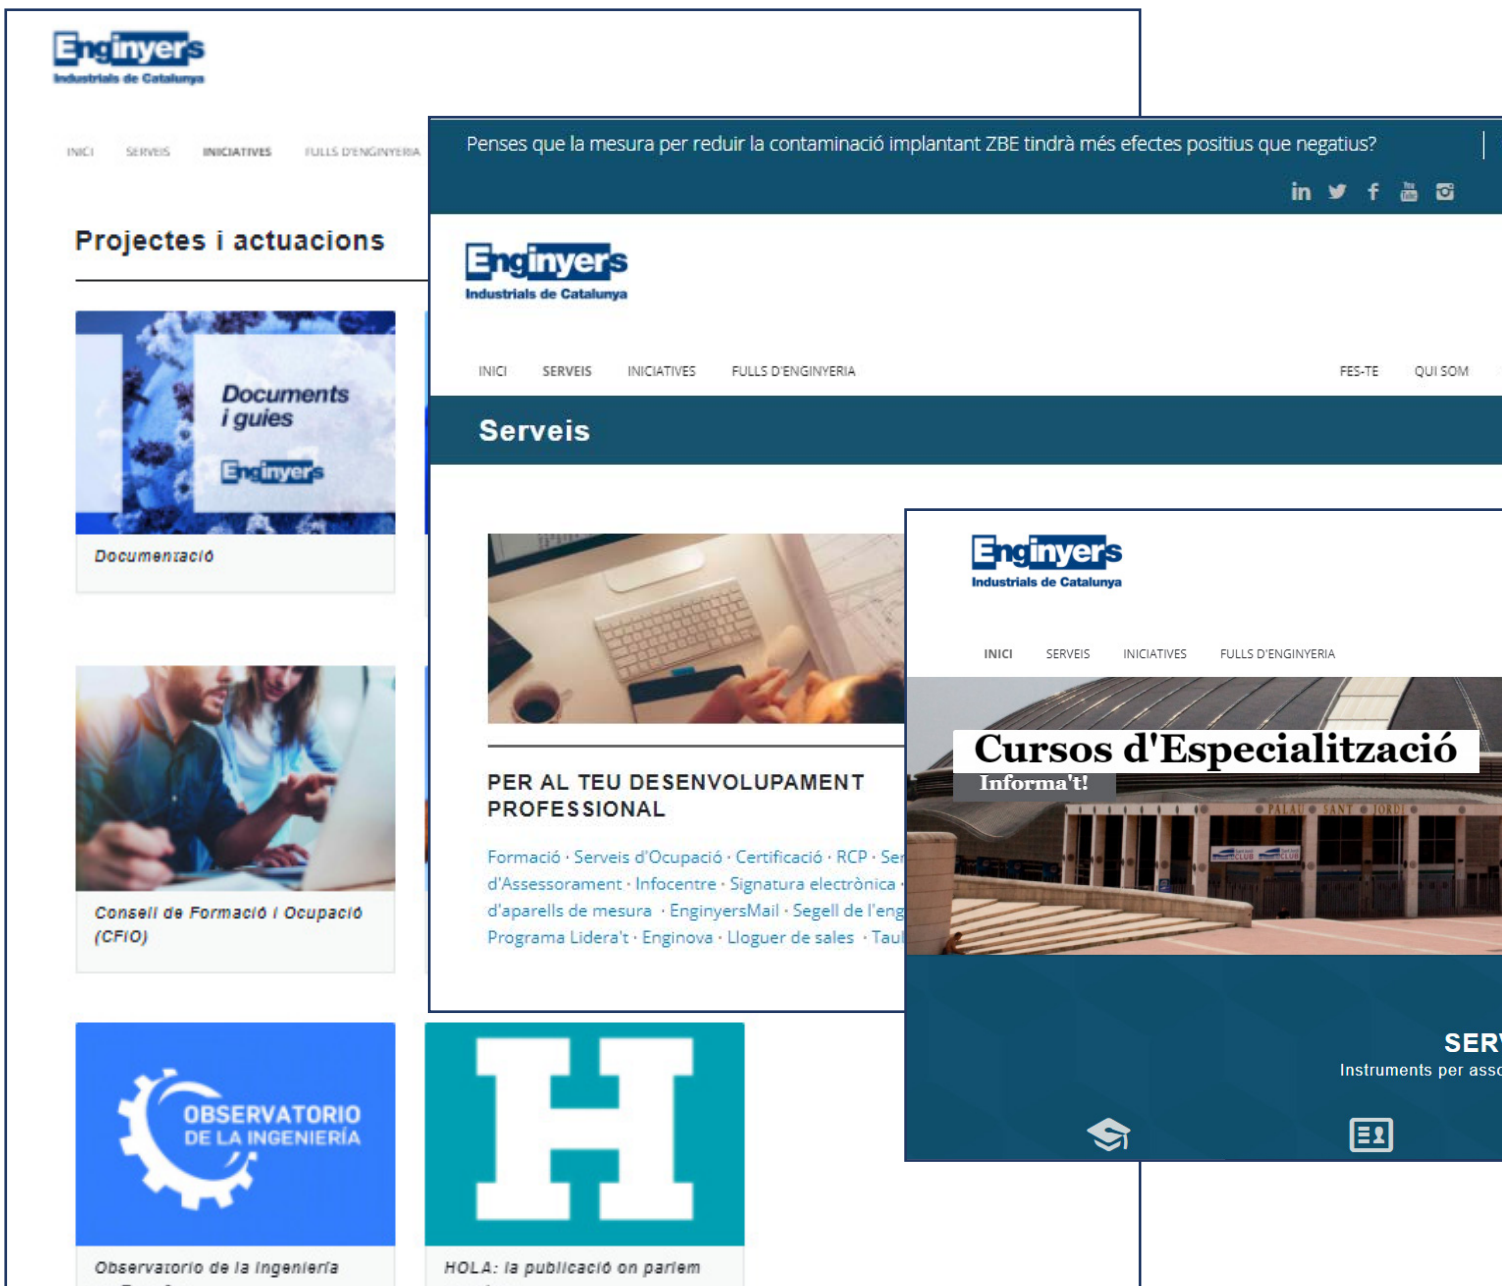 Enginyers
Industrials de Catalunya
INICI SERVEIS INICIATIVES FULLS D'ENGINYERIA
Projectes i actuacions
Documents
i guies
Enginyers
Documentació
Consell de Formació i Ocupació
(CFIO)
OBSERVATORIO
DE LA INGENIERÍA
Observatorio de la Ingeniería
HOLA: la publicació on parlem
Penses que la mesura per reduir la contaminació implantant ZBE tindrà més efectes positius que negatius?
Enginyers
Industrials de Catalunya
INICI SERVEIS INICIATIVES FULLS D'ENGINYERIA FES-TE QUI SOM
Serveis
PER AL TEU DESENVOLUPAMENT
PROFESSIONAL
Formació · Serveis d'Ocupació · Certificació · RCP · Ser
d'Assessorament · Infocentre · Signatura electrònica ·
d'aparells de mesura · EnginyersMail · Segell de l'eng
Programa Lidera't · Enginova · Lloguer de sales · Taul
Enginyers
Industrials de Catalunya
INICI SERVEIS INICIATIVES FULLS D'ENGINYERIA
Cursos d'Especialització
Informa't!
PALAU SANT JORDI
SERV
Instruments per asso